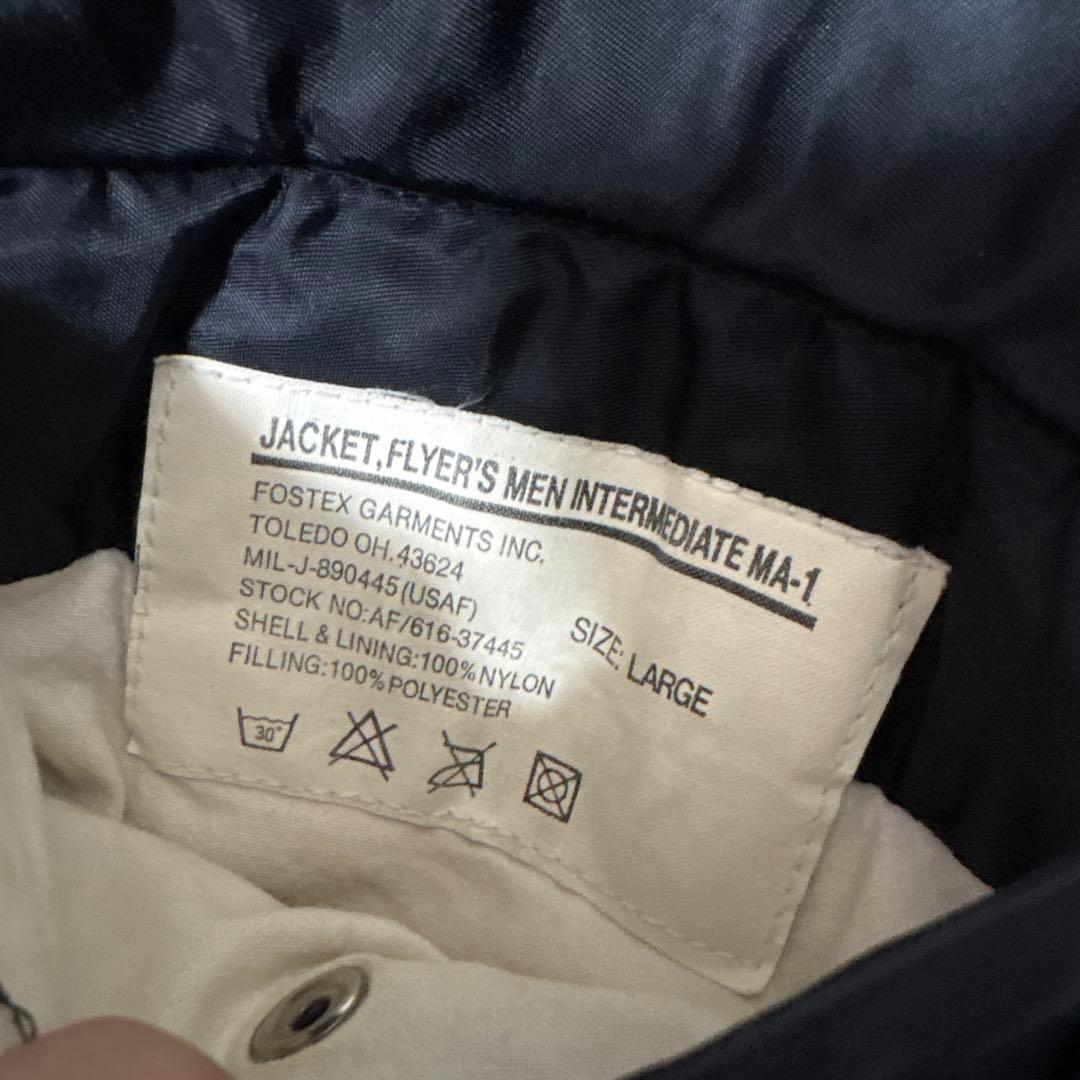 JACKET,FLYER'S MEN INTERMEDIATE MA-1
FOSTEX GARMENTS INC.
TOLEDO OH.43624
MIL-J-890445(USAF)
STOCK NO:AF/616-37445
SIZE: LARGE
SHELL & LINING:100%NYLON
FILLING:100%POLYESTER
30°